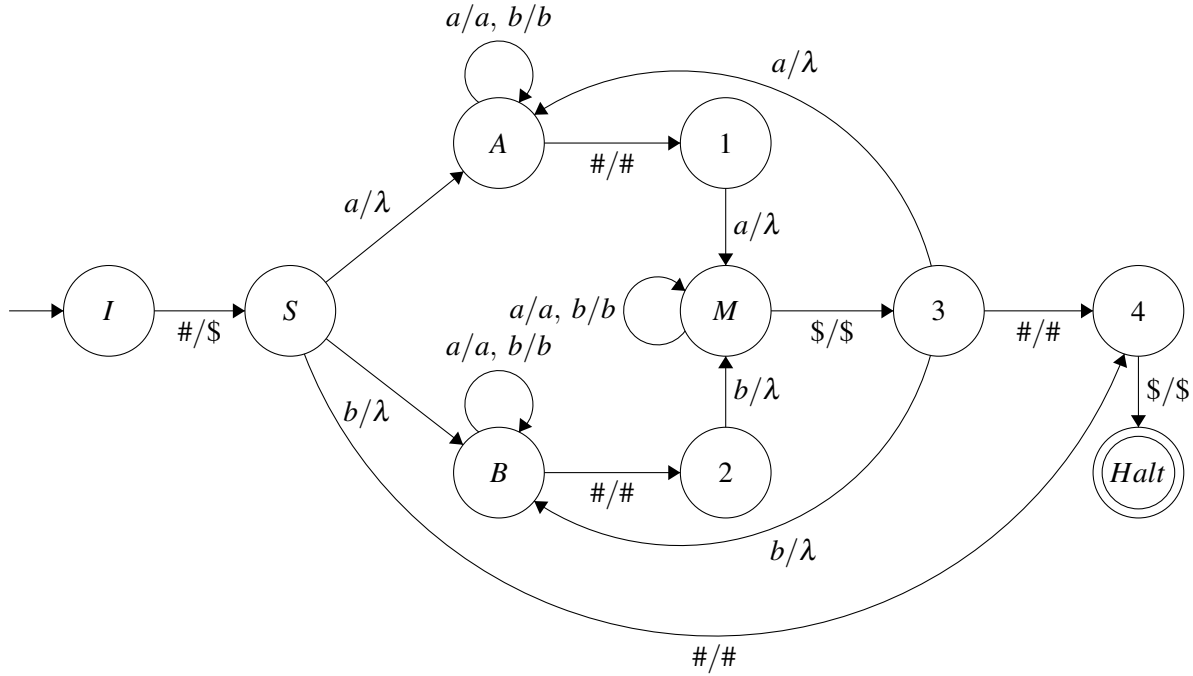 a/a, b/b
a/λ
A
#/#
1
a/λ
a/λ
I
#/$
S
a/a, b/b
M
$/$
3
#/#
4
a/a, b/b
b/λ
b/λ
$/$
B
#/#
2
Halt
b/λ
#/#